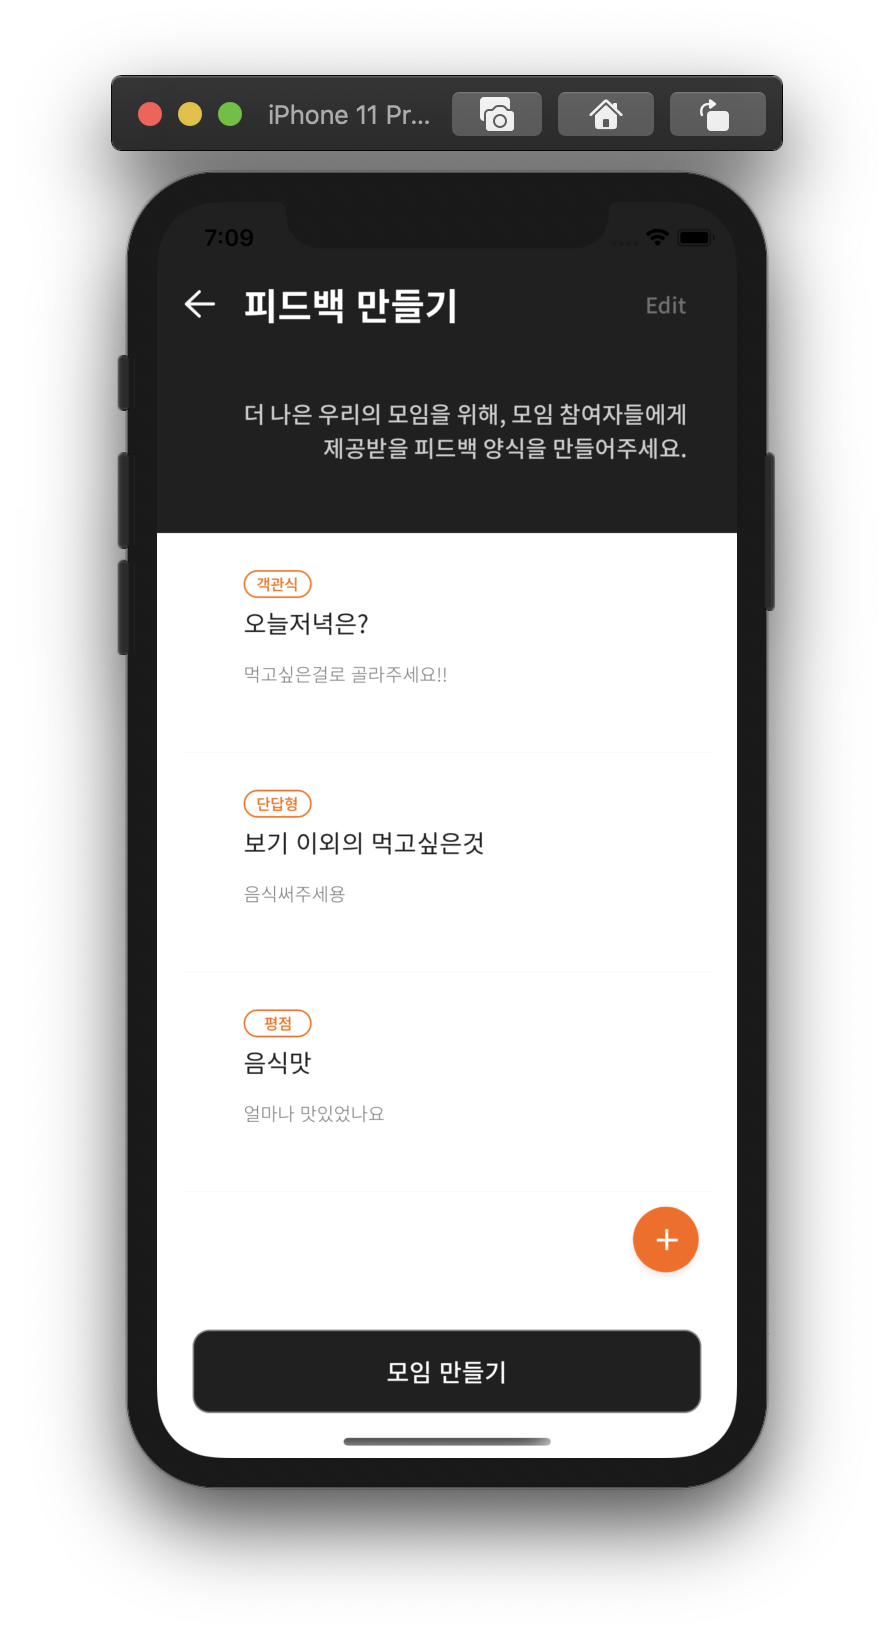 iPhone 11 Pr...
7:09
피드백 만들기
Edit
더 나은 우리의 모임을 위해, 모임 참여자들에게
제공받을 피드백 양식을 만들어주세요.
객관식
오늘저녁은?
먹고싶은걸로 골라주세요!!
단답형
보기 이외의 먹고싶은것
음식써주세용
평점
음식맛
얼마나 맛있었나요
모임 만들기